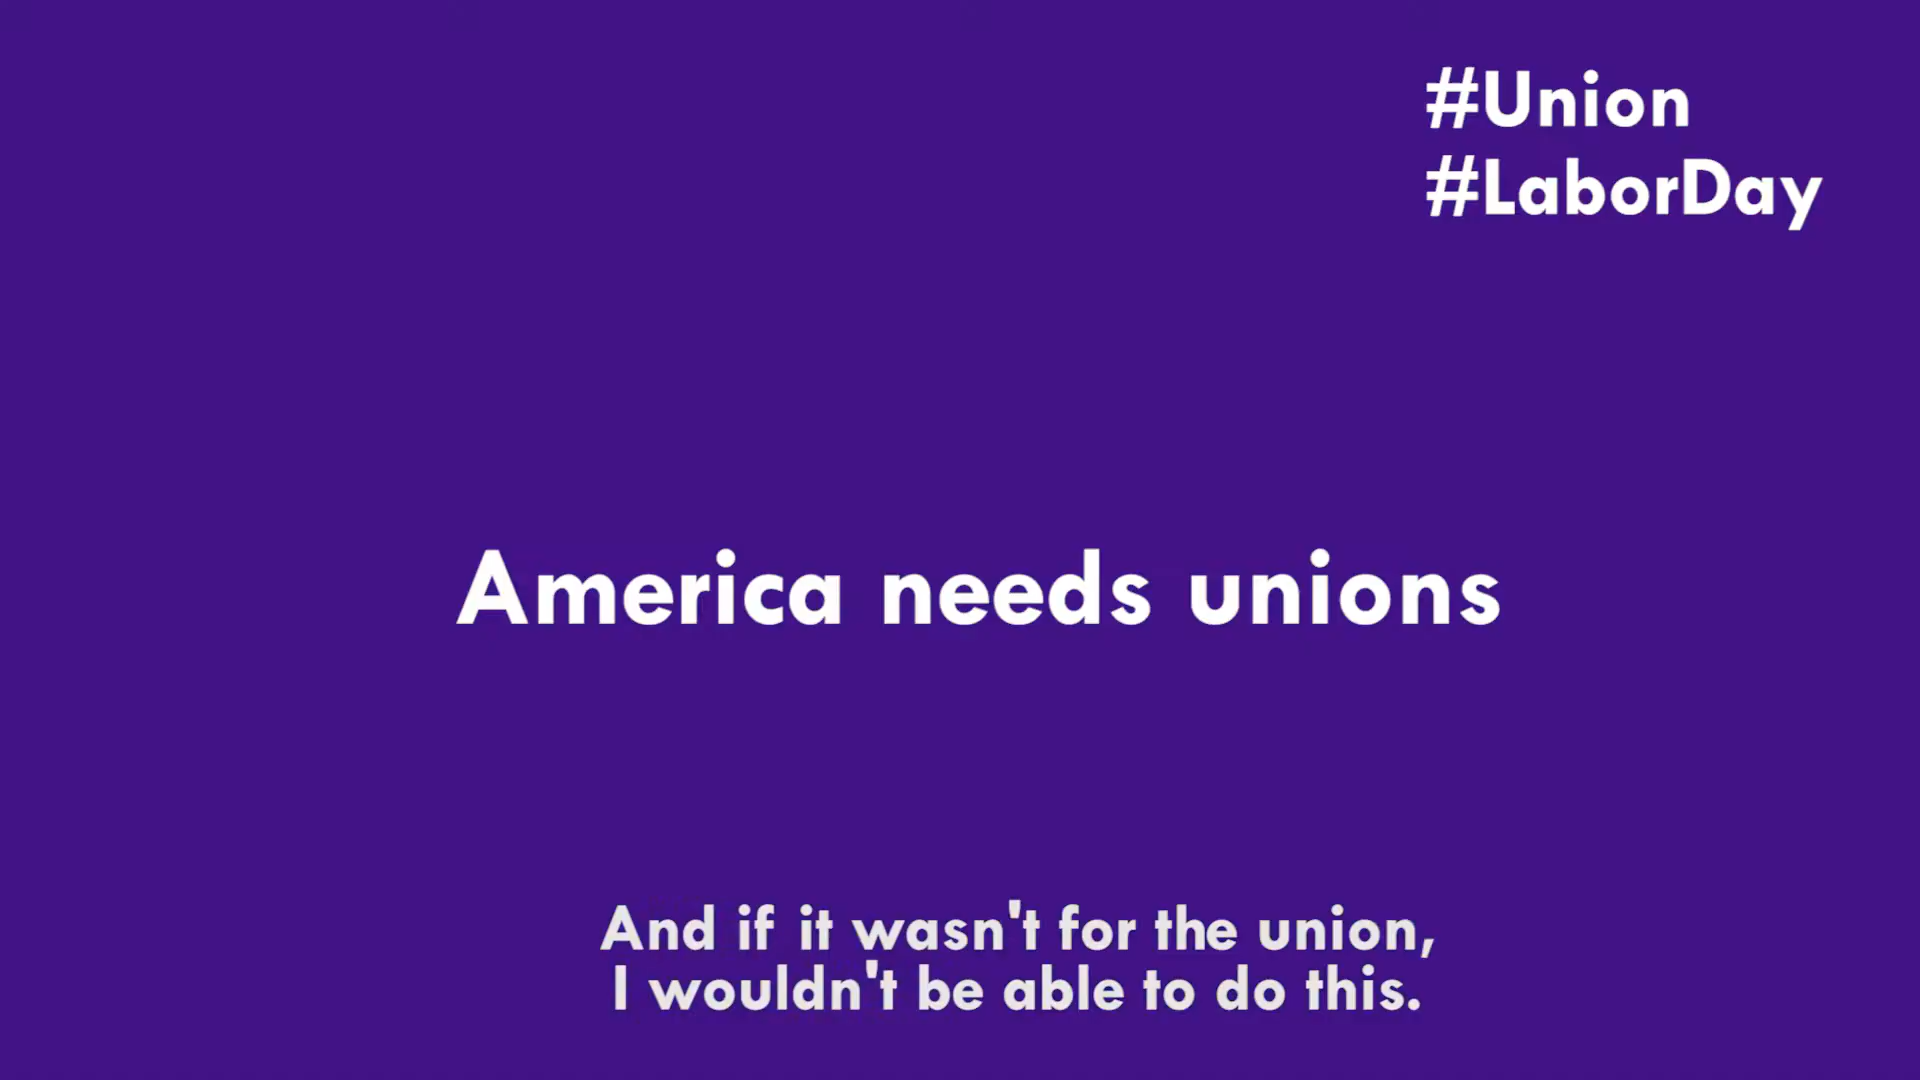 #Union
#LaborDay
America needs unions
And if it wasn't for the union,
I wouldn't be able to do this.